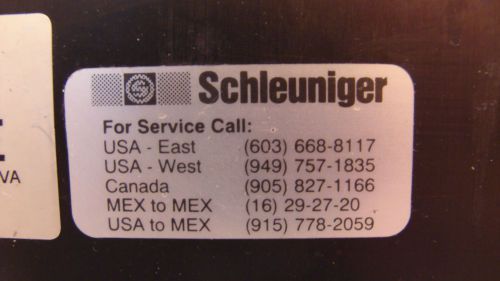 Schleuniger
For Service Call:
USA - East (603) 668-8117
USA - West (949) 757-1835
Canada (905) 827-1166
MEX to MEX (16) 29-27-20
USA to MEX (915) 778-2059
VA